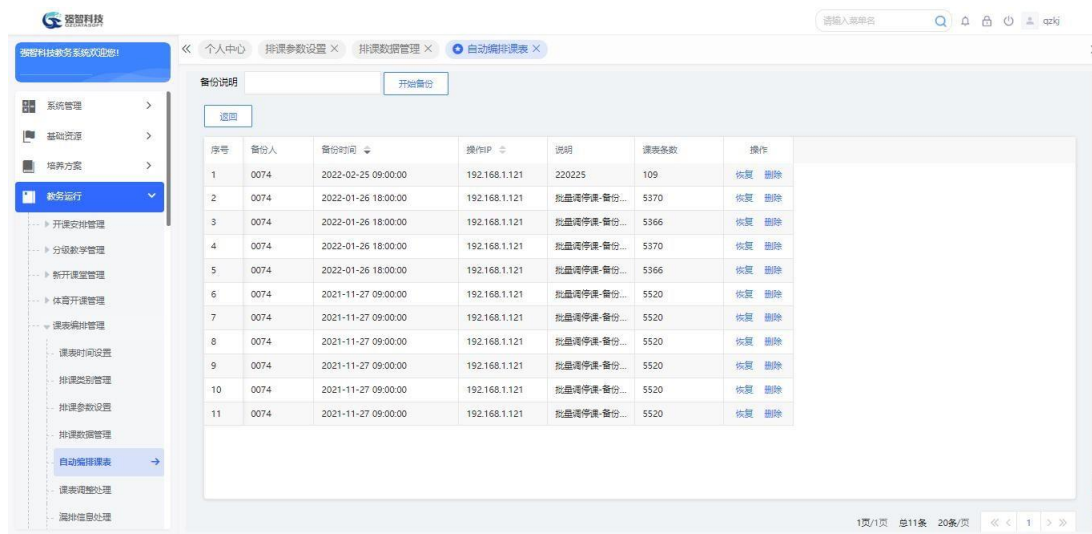 强智科技
QIANGZHI SOFT
请输入菜单名
qzkj
强智科技教务系统欢迎您!
个人中心 排课参数设置 × 排课数据管理 × 自动编排课表 ×
系统管理
基础资源
培养方案
教务运行
开课安排管理
分级教学管理
新开课堂管理
体育开课管理
课表编排管理
课表时间设置
排课类别管理
排课参数设置
排课数据管理
自动编排课表
课表调整处理
漏排信息处理
备份说明 开始备份
返回
序号 备份人 备份时间 操作IP 说明 课表条数 操作
1 0074 2022-02-25 09:00:00 192.168.1.121 220225 109 恢复 删除
2 0074 2022-01-26 18:00:00 192.168.1.121 批量调停课-备份... 5370 恢复 删除
3 0074 2022-01-26 18:00:00 192.168.1.121 批量调停课-备份... 5366 恢复 删除
4 0074 2022-01-26 18:00:00 192.168.1.121 批量调停课-备份... 5370 恢复 删除
5 0074 2022-01-26 18:00:00 192.168.1.121 批量调停课-备份... 5366 恢复 删除
6 0074 2021-11-27 09:00:00 192.168.1.121 批量调停课-备份... 5520 恢复 删除
7 0074 2021-11-27 09:00:00 192.168.1.121 批量调停课-备份... 5520 恢复 删除
8 0074 2021-11-27 09:00:00 192.168.1.121 批量调停课-备份... 5520 恢复 删除
9 0074 2021-11-27 09:00:00 192.168.1.121 批量调停课-备份... 5520 恢复 删除
10 0074 2021-11-27 09:00:00 192.168.1.121 批量调停课-备份... 5520 恢复 删除
11 0074 2021-11-27 09:00:00 192.168.1.121 批量调停课-备份... 5520 恢复 删除
1页/1页 总11条 20条/页 1